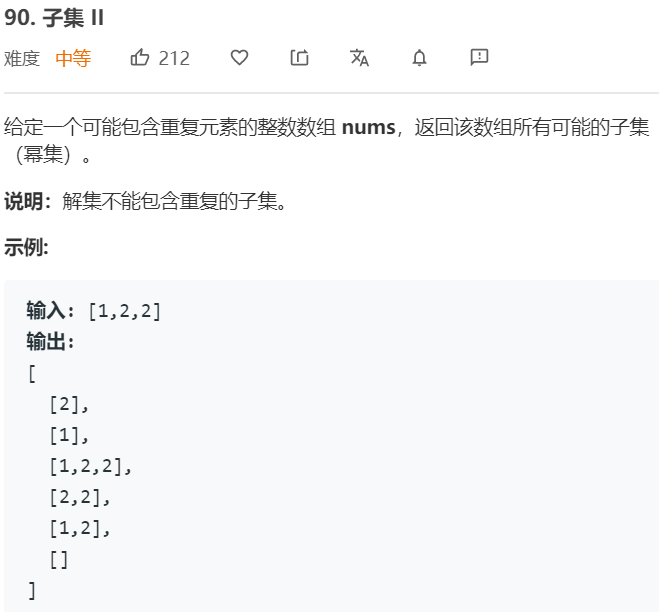 90. 子集 II
难度 中等 212
给定一个可能包含重复元素的整数数组 nums，返回该数组所有可能的子集
（幂集）。
说明：解集不能包含重复的子集。
示例:
输入：[1,2,2]
输出：
[
[2],
[1],
[1,2,2],
[2,2],
[1,2],
[]
]